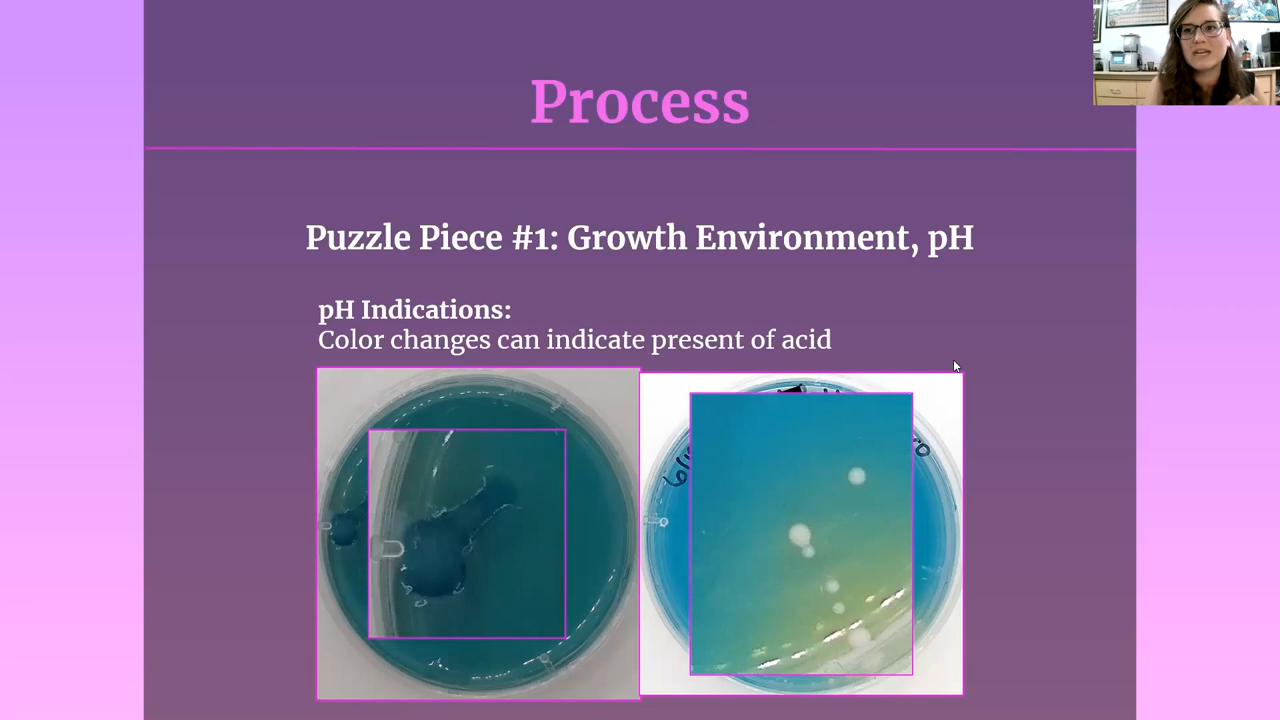 Process
Puzzle Piece #1: Growth Environment, pH
pH Indications:
Color changes can indicate present of acid